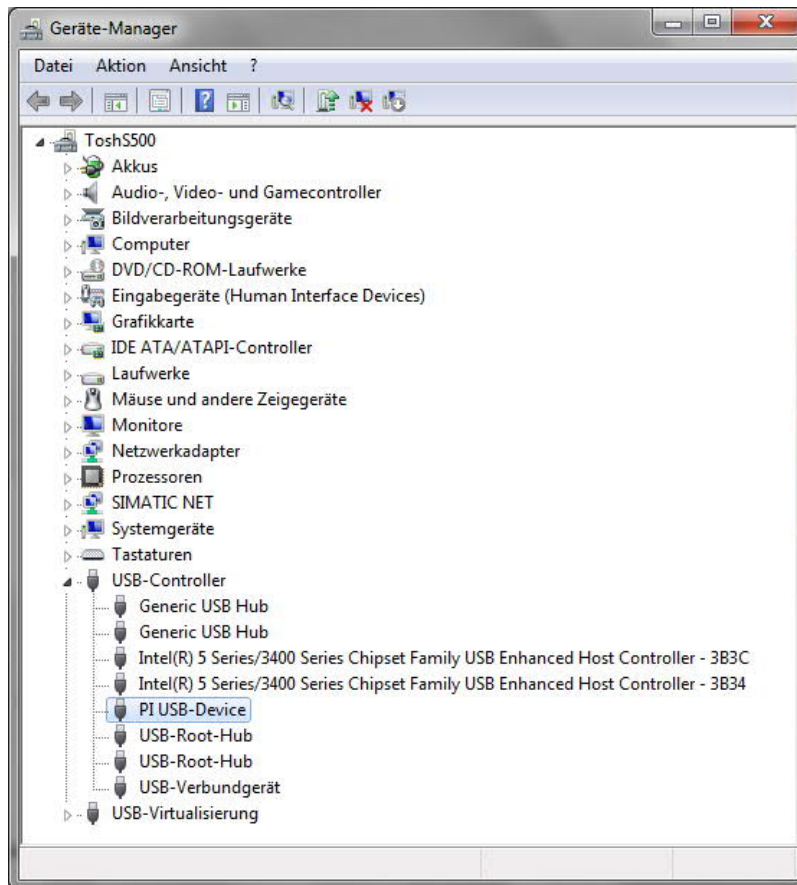 Geräte-Manager
Datei Aktion Ansicht ?
ToshS500
Akkus
Audio-, Video- und Gamecontroller
Bildverarbeitungsgeräte
Computer
DVD/CD-ROM-Laufwerke
Eingabegeräte (Human Interface Devices)
Grafikkarte
IDE ATA/ATAPI-Controller
Laufwerke
Mäuse und andere Zeigegeräte
Monitore
Netzwerkadapter
Prozessoren
SIMATIC NET
Systemgeräte
Tastaturen
USB-Controller
Generic USB Hub
Generic USB Hub
Intel(R) 5 Series/3400 Series Chipset Family USB Enhanced Host Controller - 3B3C
Intel(R) 5 Series/3400 Series Chipset Family USB Enhanced Host Controller - 3B34
PI USB-Device
USB-Root-Hub
USB-Root-Hub
USB-Verbundgerät
USB-Virtualisierung